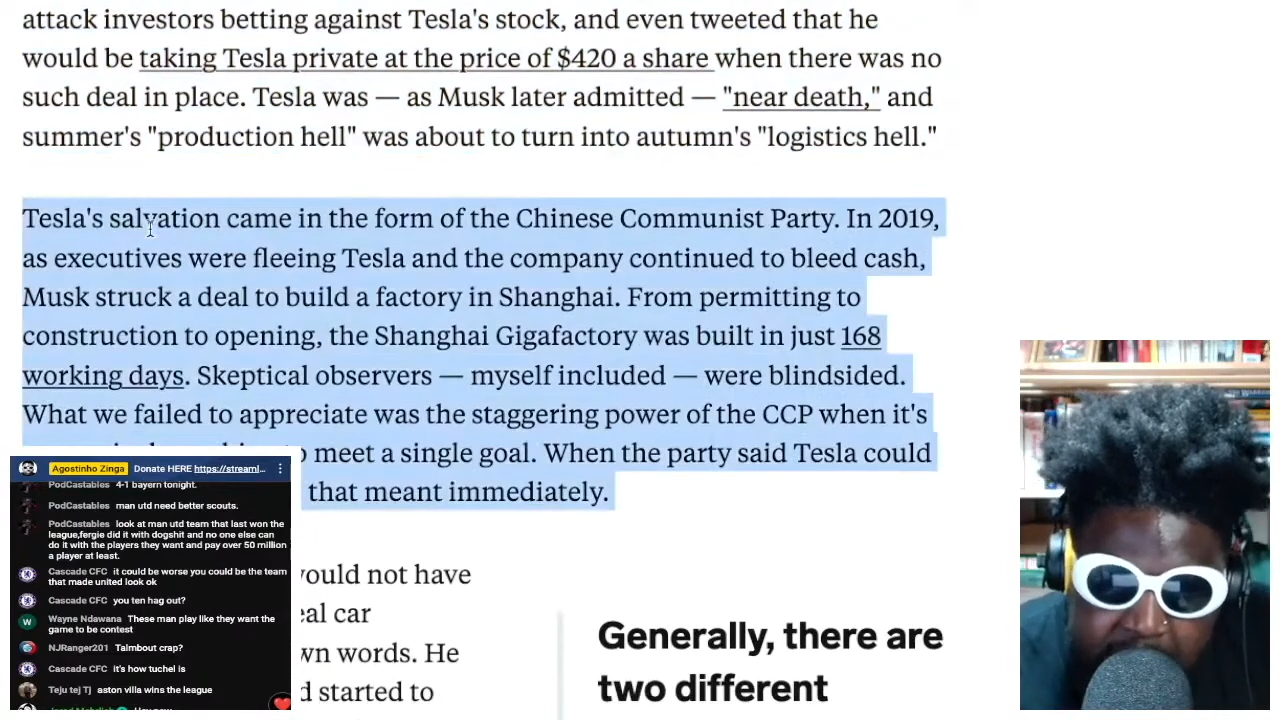 attack investors betting against Tesla's stock, and even tweeted that he
would be taking Tesla private at the price of $420 a share when there was no
such deal in place. Tesla was — as Musk later admitted — "near death," and
summer's "production hell" was about to turn into autumn's "logistics hell."
Tesla's salvation came in the form of the Chinese Communist Party. In 2019,
as executives were fleeing Tesla and the company continued to bleed cash,
Musk struck a deal to build a factory in Shanghai. From permitting to
construction to opening, the Shanghai Gigafactory was built in just 168
working days. Skeptical observers — myself included — were blindsided.
What we failed to appreciate was the staggering power of the CCP when it's
meet a single goal. When the party said Tesla could
that meant immediately.
would not have
car
own words. He
started to
Generally, there are
two different
Agostinho Zinga Donate HERE https://streaml...
PodCastables 4-1 bayern tonight.
PodCastables man utd need better scouts.
PodCastables look at man utd team that last won the
league,fergie did it with dogshit and no one else can
do it with the players they want and pay over 50 million
a player at least.
Cascade CFC it could be worse you could be the team
that made united look ok
Cascade CFC you ten hag out?
W Wayne Ndawana These man play like they want the
game to be contest
NJRanger201 Talmbout crap?
Cascade CFC it's how tuchel is
Teju tej Tj aston villa wins the league